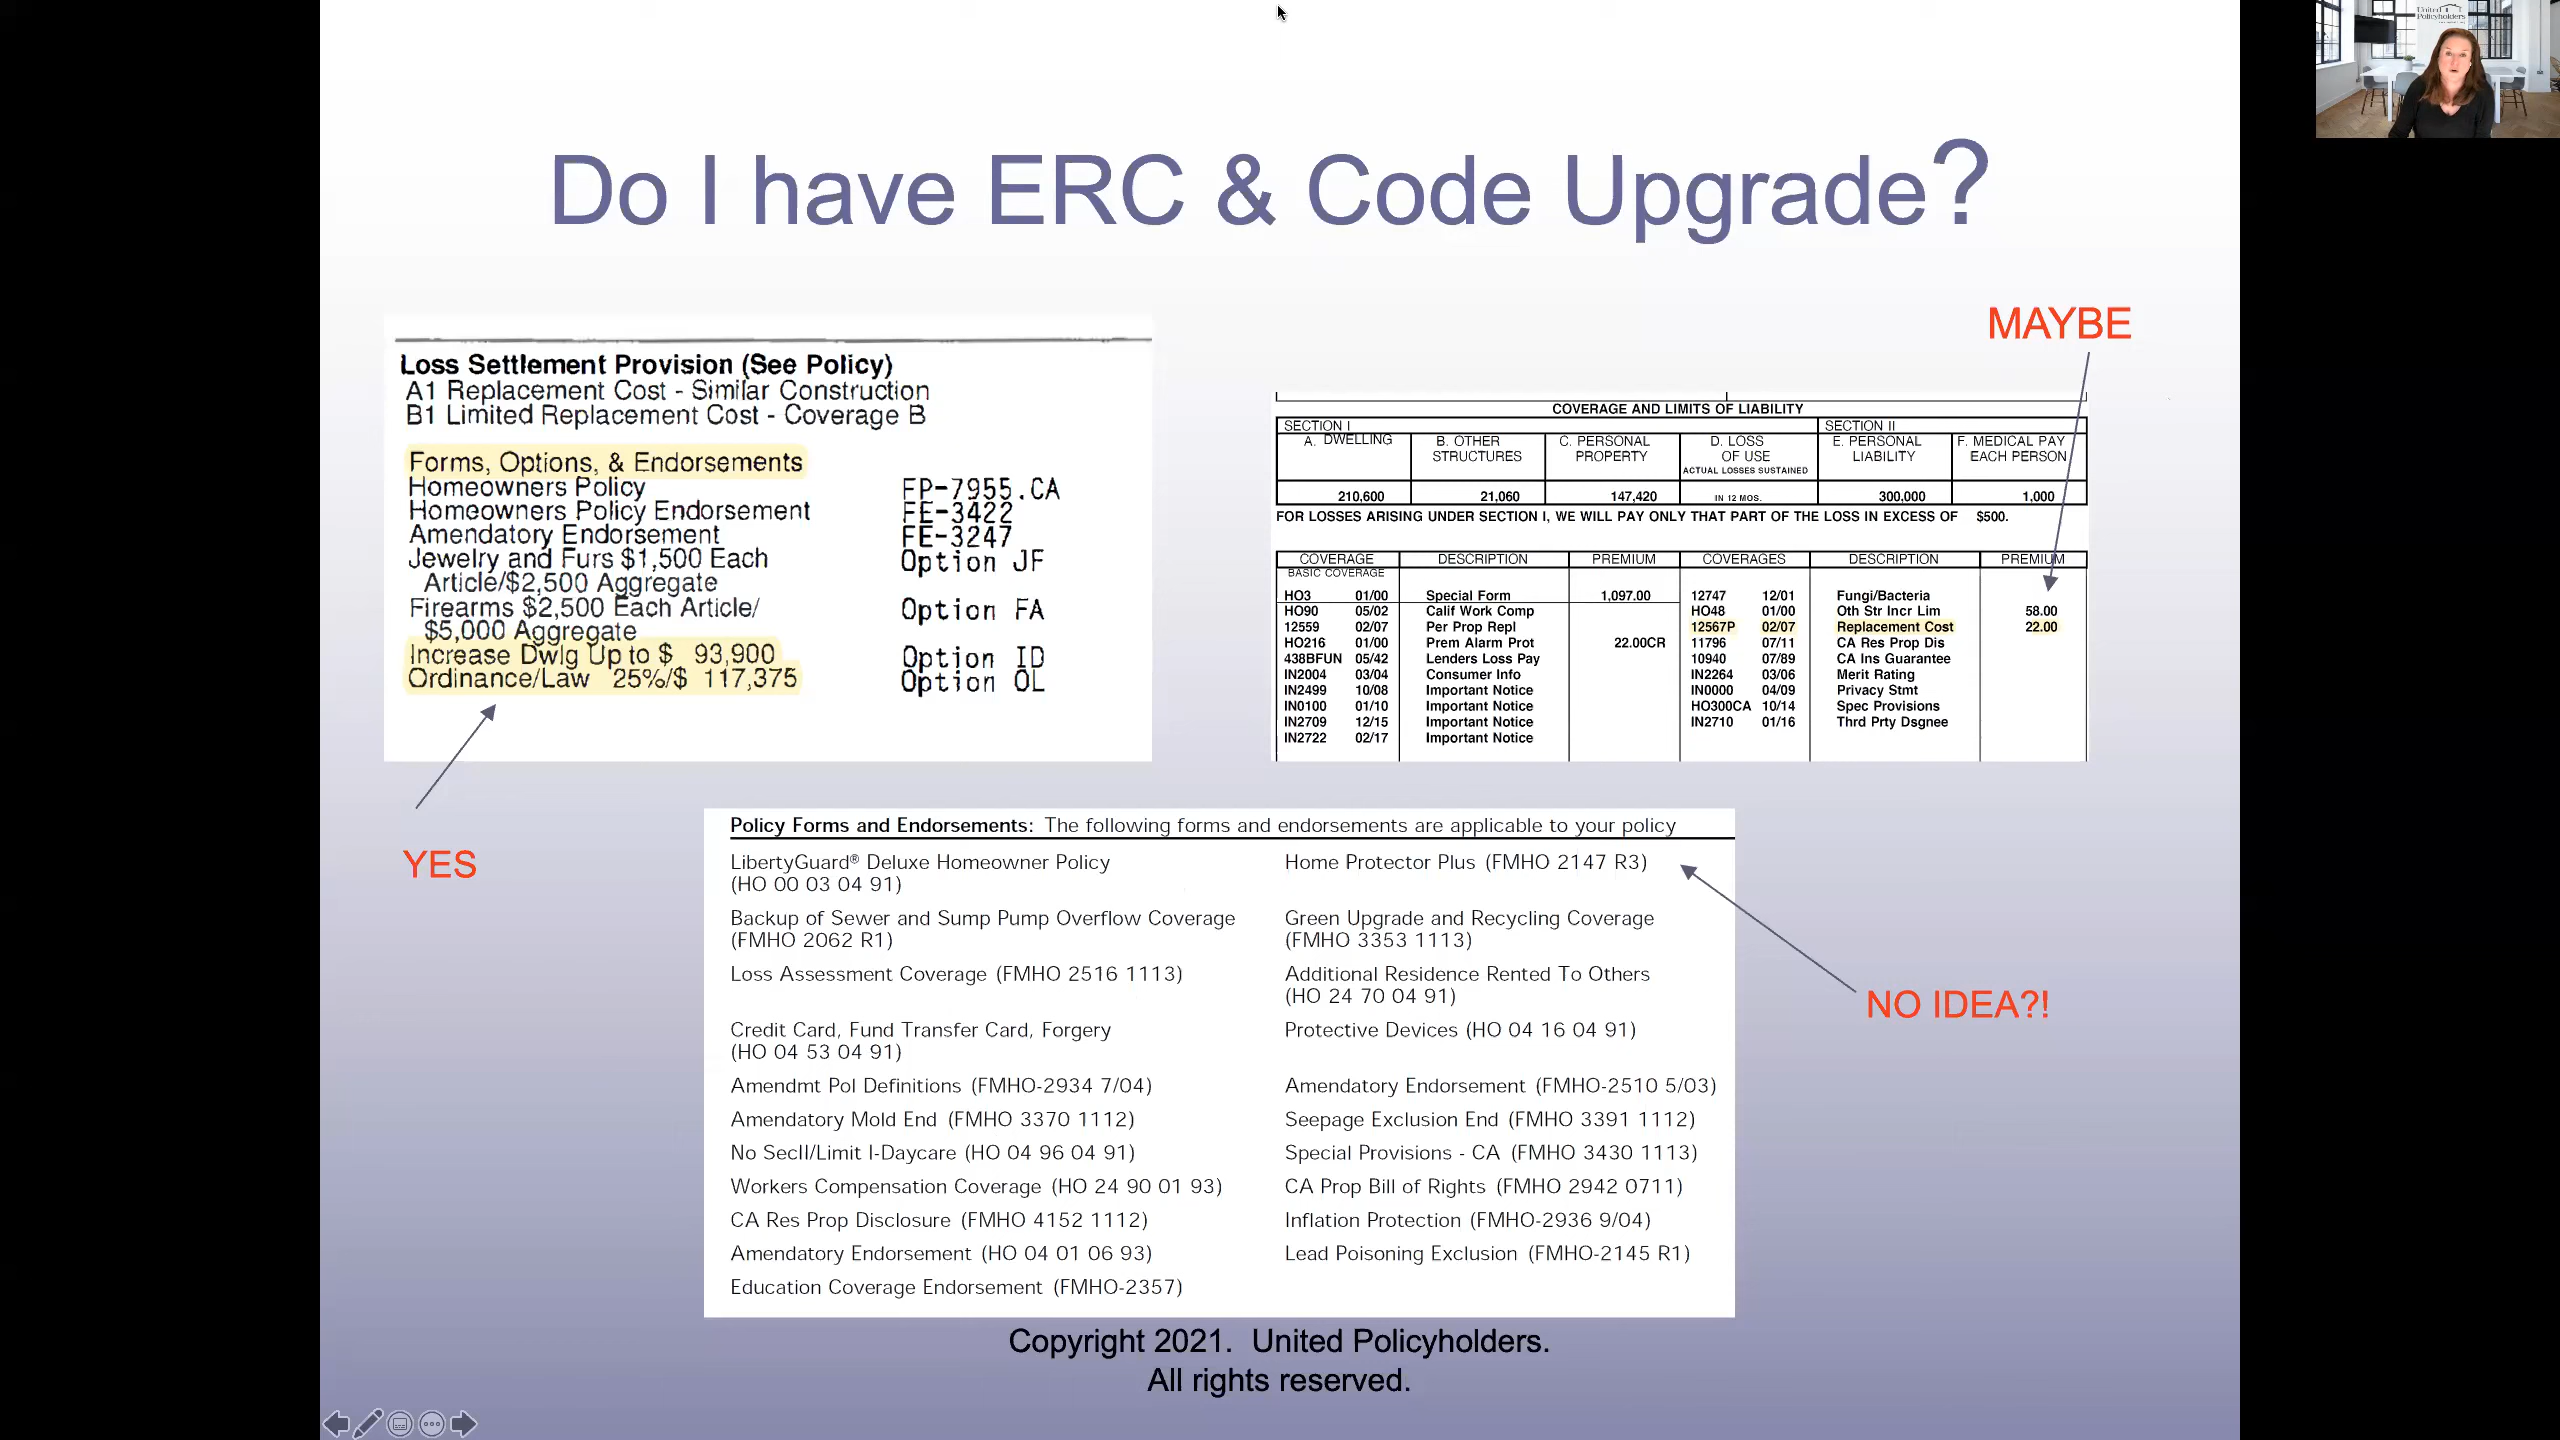 United
Policyholders
Do I have ERC & Code Upgrade?
MAYBE
Loss Settlement Provision (See Policy)
A1 Replacement Cost - Similar Construction
B1 Limited Replacement Cost - Coverage B
Forms, Options, & Endorsements
Homeowners Policy FP-7955.CA
Homeowners Policy Endorsement FE-3422
Amendatory Endorsement FE-3247
Jewelry and Furs $1,500 Each Option JF
Article/$2,500 Aggregate
Firearms $2,500 Each Article/ Option FA
$5,000 Aggregate
Increase Dwlg Up to $ 93,900 Option ID
Ordinance/Law 25%/$ 117,375 Option OL
YES
COVERAGE AND LIMITS OF LIABILITY
SECTION I SECTION II
A. DWELLING B. OTHER C. PERSONAL D. LOSS E. PERSONAL F. MEDICAL PAY
STRUCTURES PROPERTY OF USE LIABILITY EACH PERSON
ACTUAL LOSSES SUSTAINED
210,600 21,060 147,420 IN 12 MOS. 300,000 1,000
FOR LOSSES ARISING UNDER SECTION I, WE WILL PAY ONLY THAT PART OF THE LOSS IN EXCESS OF $500.
COVERAGE DESCRIPTION PREMIUM COVERAGES DESCRIPTION PREMIUM
BASIC COVERAGE
HO3 01/00 Special Form 1,097.00 12747 12/01 Fungi/Bacteria
HO90 05/02 Calif Work Comp HO48 01/00 Oth Str Incr Lim 58.00
12559 02/07 Per Prop Repl 12567P 02/07 Replacement Cost 22.00
HO216 01/00 Prem Alarm Prot 22.00CR 11796 07/11 CA Res Prop Dis
438BFUN 05/42 Lenders Loss Pay 10940 07/89 CA Ins Guarantee
IN2004 03/04 Consumer Info IN2264 03/06 Merit Rating
IN2499 10/08 Important Notice IN0000 04/09 Privacy Stmt
IN0100 01/10 Important Notice HO300CA 10/14 Spec Provisions
IN2709 12/15 Important Notice IN2710 01/16 Thrd Prty Dsgnee
IN2722 02/17 Important Notice
Policy Forms and Endorsements: The following forms and endorsements are applicable to your policy
LibertyGuard® Deluxe Homeowner Policy Home Protector Plus (FMHO 2147 R3)
(HO 00 03 04 91)
Backup of Sewer and Sump Pump Overflow Coverage Green Upgrade and Recycling Coverage
(FMHO 2062 R1) (FMHO 3353 1113)
Loss Assessment Coverage (FMHO 2516 1113) Additional Residence Rented To Others
(HO 24 70 04 91)
Credit Card, Fund Transfer Card, Forgery Protective Devices (HO 04 16 04 91)
(HO 04 53 04 91)
Amendmt Pol Definitions (FMHO-2934 7/04) Amendatory Endorsement (FMHO-2510 5/03)
Amendatory Mold End (FMHO 3370 1112) Seepage Exclusion End (FMHO 3391 1112)
No SecII/Limit I-Daycare (HO 04 96 04 91) Special Provisions - CA (FMHO 3430 1113)
Workers Compensation Coverage (HO 24 90 01 93) CA Prop Bill of Rights (FMHO 2942 0711)
CA Res Prop Disclosure (FMHO 4152 1112) Inflation Protection (FMHO-2936 9/04)
Amendatory Endorsement (HO 04 01 06 93) Lead Poisoning Exclusion (FMHO-2145 R1)
Education Coverage Endorsement (FMHO-2357)
NO IDEA?!
Copyright 2021. United Policyholders.
All rights reserved.